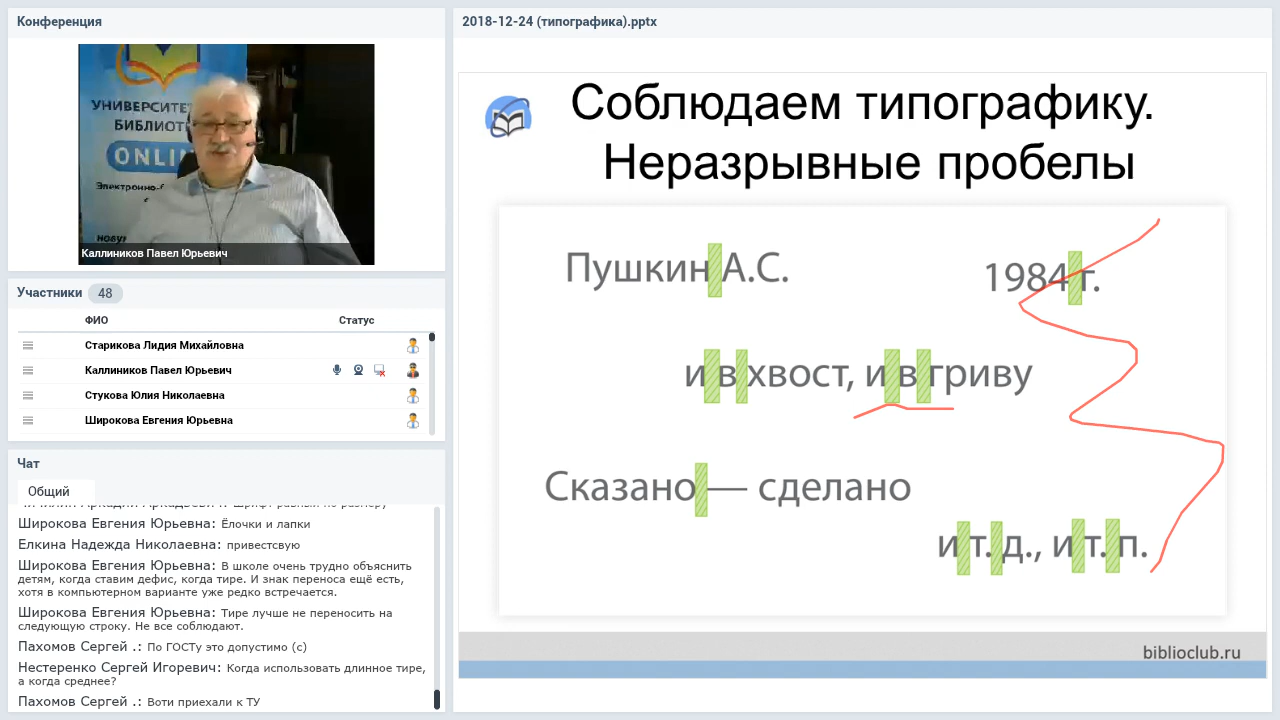 Конференция
УНИВЕРСИТЕ
БИБЛИОТ
ONLI
Каллиников Павел Юрьевич
Участники 48
ФИО Статус
Старикова Лидия Михайловна
Каллиников Павел Юрьевич
Стукова Юлия Николаевна
Широкова Евгения Юрьевна
Чат
Общий
Широкова Евгения Юрьевна: Ёлочки и лапки
Елкина Надежда Николаевна: привестсвую
Широкова Евгения Юрьевна: В школе очень трудно объяснить
детям, когда ставим дефис, когда тире. И знак переноса ещё есть,
хотя в компьютерном варианте уже редко встречается.
Широкова Евгения Юрьевна: Тире лучше не переносить на
следующую строку. Не все соблюдают.
Пахомов Сергей .: По ГОСТу это допустимо (с)
Нестеренко Сергей Игоревич: Когда использовать длинное тире,
а когда среднее?
Пахомов Сергей .: Воти приехали к ТУ
2018-12-24 (типографика).pptx
Соблюдаем типографику.
Неразрывные пробелы
Пушкин А.С. 1984 г.
и в хвост, и в гриву
Сказано — сделано
и т. д., и т. п.
biblioclub.ru